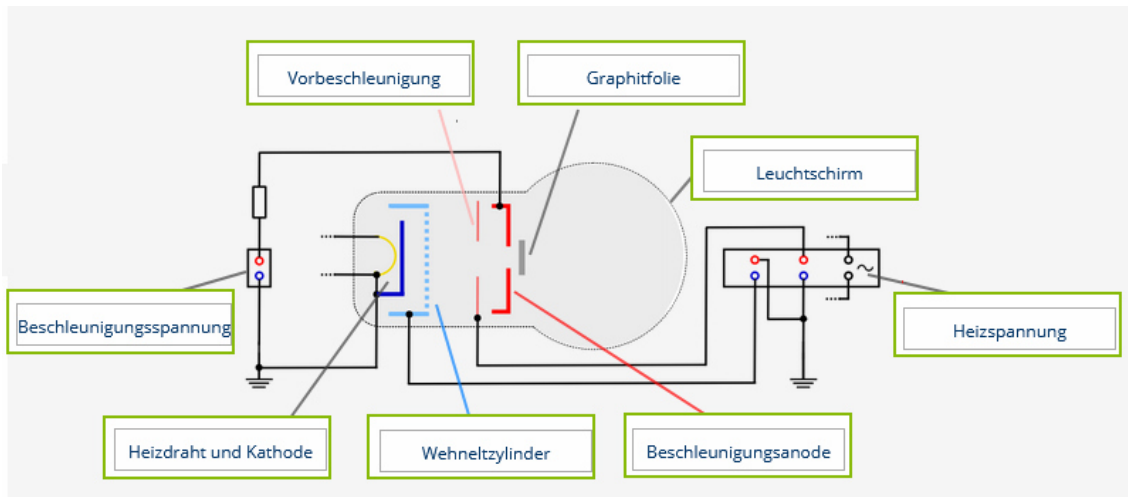 Vorbeschleunigung
Graphitfolie
Leuchtschirm
Beschleunigungsspannung
Heizspannung
Heizdraht und Kathode
Wehneltzylinder
Beschleunigungsanode